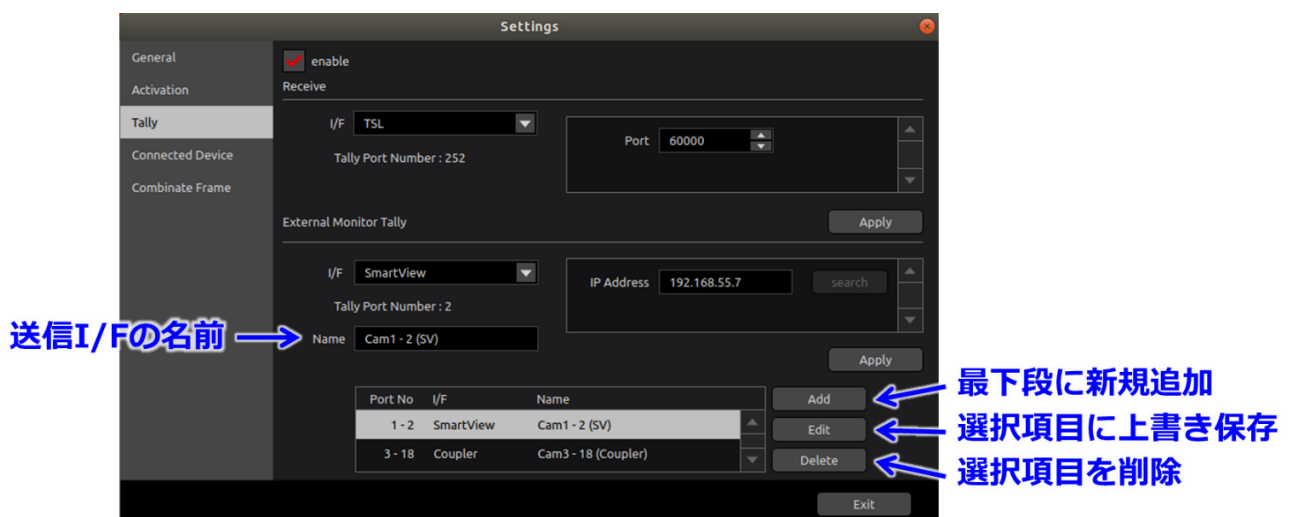 Settings
General
Activation
Tally
Connected Device
Combinate Frame
enable
Receive
I/F TSL
Tally Port Number : 252
Port 60000
Apply
External Monitor Tally
I/F SmartView
Tally Port Number : 2
Name Cam1 - 2 (SV)
IP Address 192.168.55.7 search
Apply
送信I/Fの名前
Port No I/F Name
1 - 2 SmartView Cam1 - 2 (SV)
3 - 18 Coupler Cam3 - 18 (Coupler)
Add
Edit
Delete
最下段に新規追加
選択項目に上書き保存
選択項目を削除
Exit